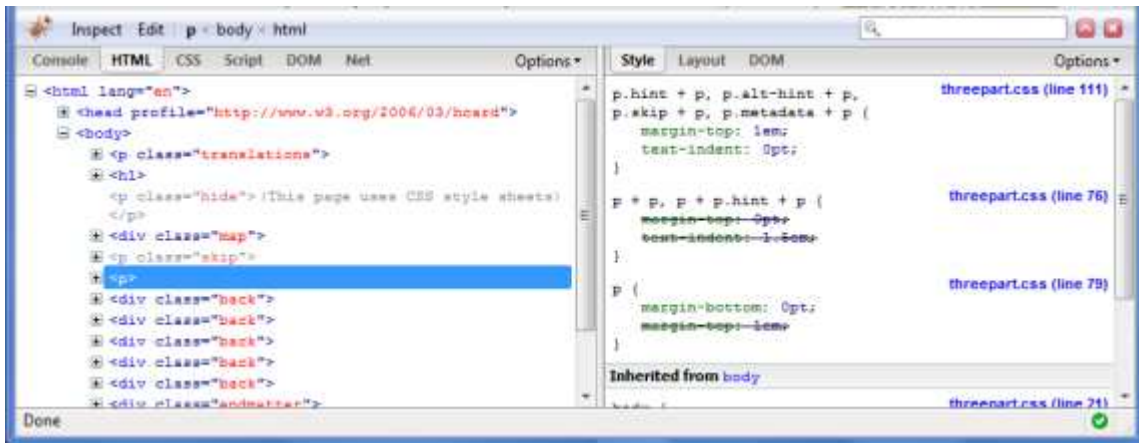 Inspect Edit p < body < html
Console HTML CSS Script DOM Net Options
<html lang="en">
<head profile="http://www.w3.org/2006/03/hcard">
<body>
<p class="translations">
<h1>
<p class="hide">(This page uses CSS style sheets)
</p>
<div class="map">
<p class="skip">
<p>
<div class="back">
<div class="back">
<div class="back">
<div class="back">
<div class="back">
<div class="endmatter">
Style Layout DOM Options
p.hint + p, p.alt-hint + p, threepart.css (line 111)
p.skip + p, p.metadata + p {
margin-top: 1em;
text-indent: 0pt;
}
p + p, p + p.hint + p { threepart.css (line 76)
margin-top: 0pt;
text-indent: 1.5em;
}
p { threepart.css (line 79)
margin-bottom: 0pt;
margin-top: 1em;
}
Inherited from body
body { threepart.css (line 21)
Done